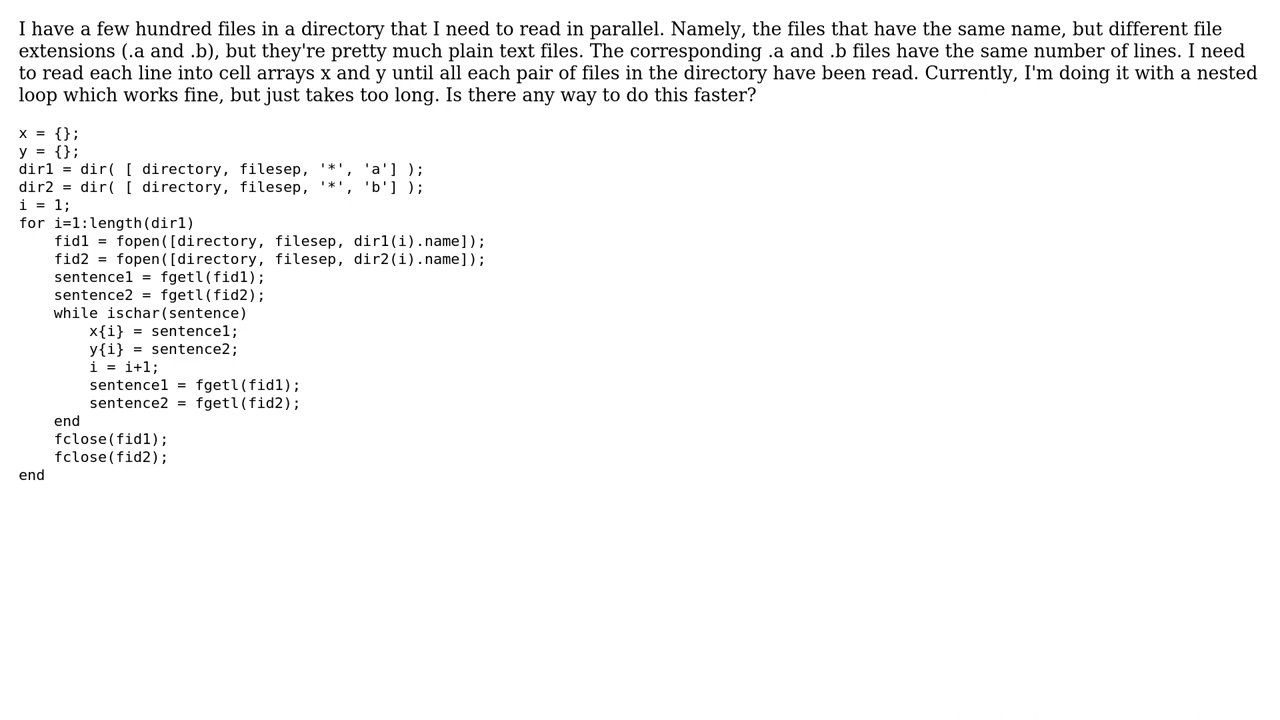 I have a few hundred files in a directory that I need to read in parallel. Namely, the files that have the same name, but different file
extensions (.a and .b), but they're pretty much plain text files. The corresponding .a and .b files have the same number of lines. I need
to read each line into cell arrays x and y until all each pair of files in the directory have been read. Currently, I'm doing it with a nested
loop which works fine, but just takes too long. Is there any way to do this faster?
x = {};
y = {};
dir1 = dir( [ directory, filesep, '*', 'a'] );
dir2 = dir( [ directory, filesep, '*', 'b'] );
i = 1;
for i=1:length(dir1)
    fid1 = fopen([directory, filesep, dir1(i).name]);
    fid2 = fopen([directory, filesep, dir2(i).name]);
    sentence1 = fgetl(fid1);
    sentence2 = fgetl(fid2);
    while ischar(sentence)
        x{i} = sentence1;
        y{i} = sentence2;
        i = i+1;
        sentence1 = fgetl(fid1);
        sentence2 = fgetl(fid2);
    end
    fclose(fid1);
    fclose(fid2);
end